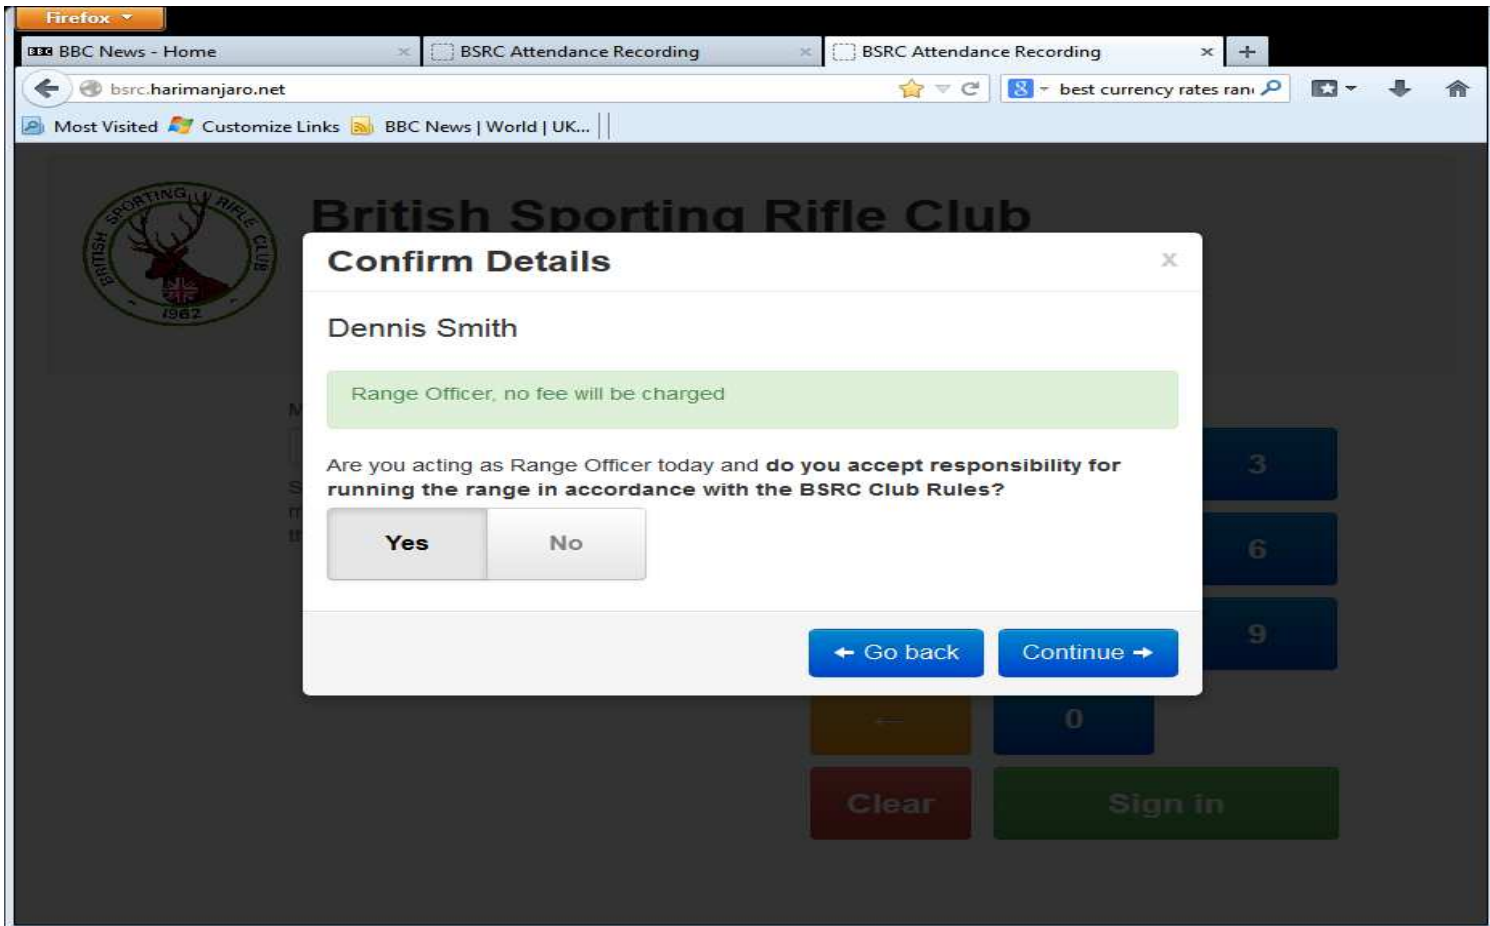 Firefox
BBC BBC News - Home
BSRC Attendance Recording
BSRC Attendance Recording
bsrc.harimanjaro.net
8
best currency rates ran
Most Visited
Customize Links
BBC News | World | UK...
BRITISH SPORTING RIFLE CLUB
1962
British Sporting Rifle Club
Confirm Details
x
Dennis Smith
Range Officer, no fee will be charged
Are you acting as Range Officer today and do you accept responsibility for
running the range in accordance with the BSRC Club Rules?
Yes
No
← Go back
Continue →
3
6
9
←
0
Clear
Sign in